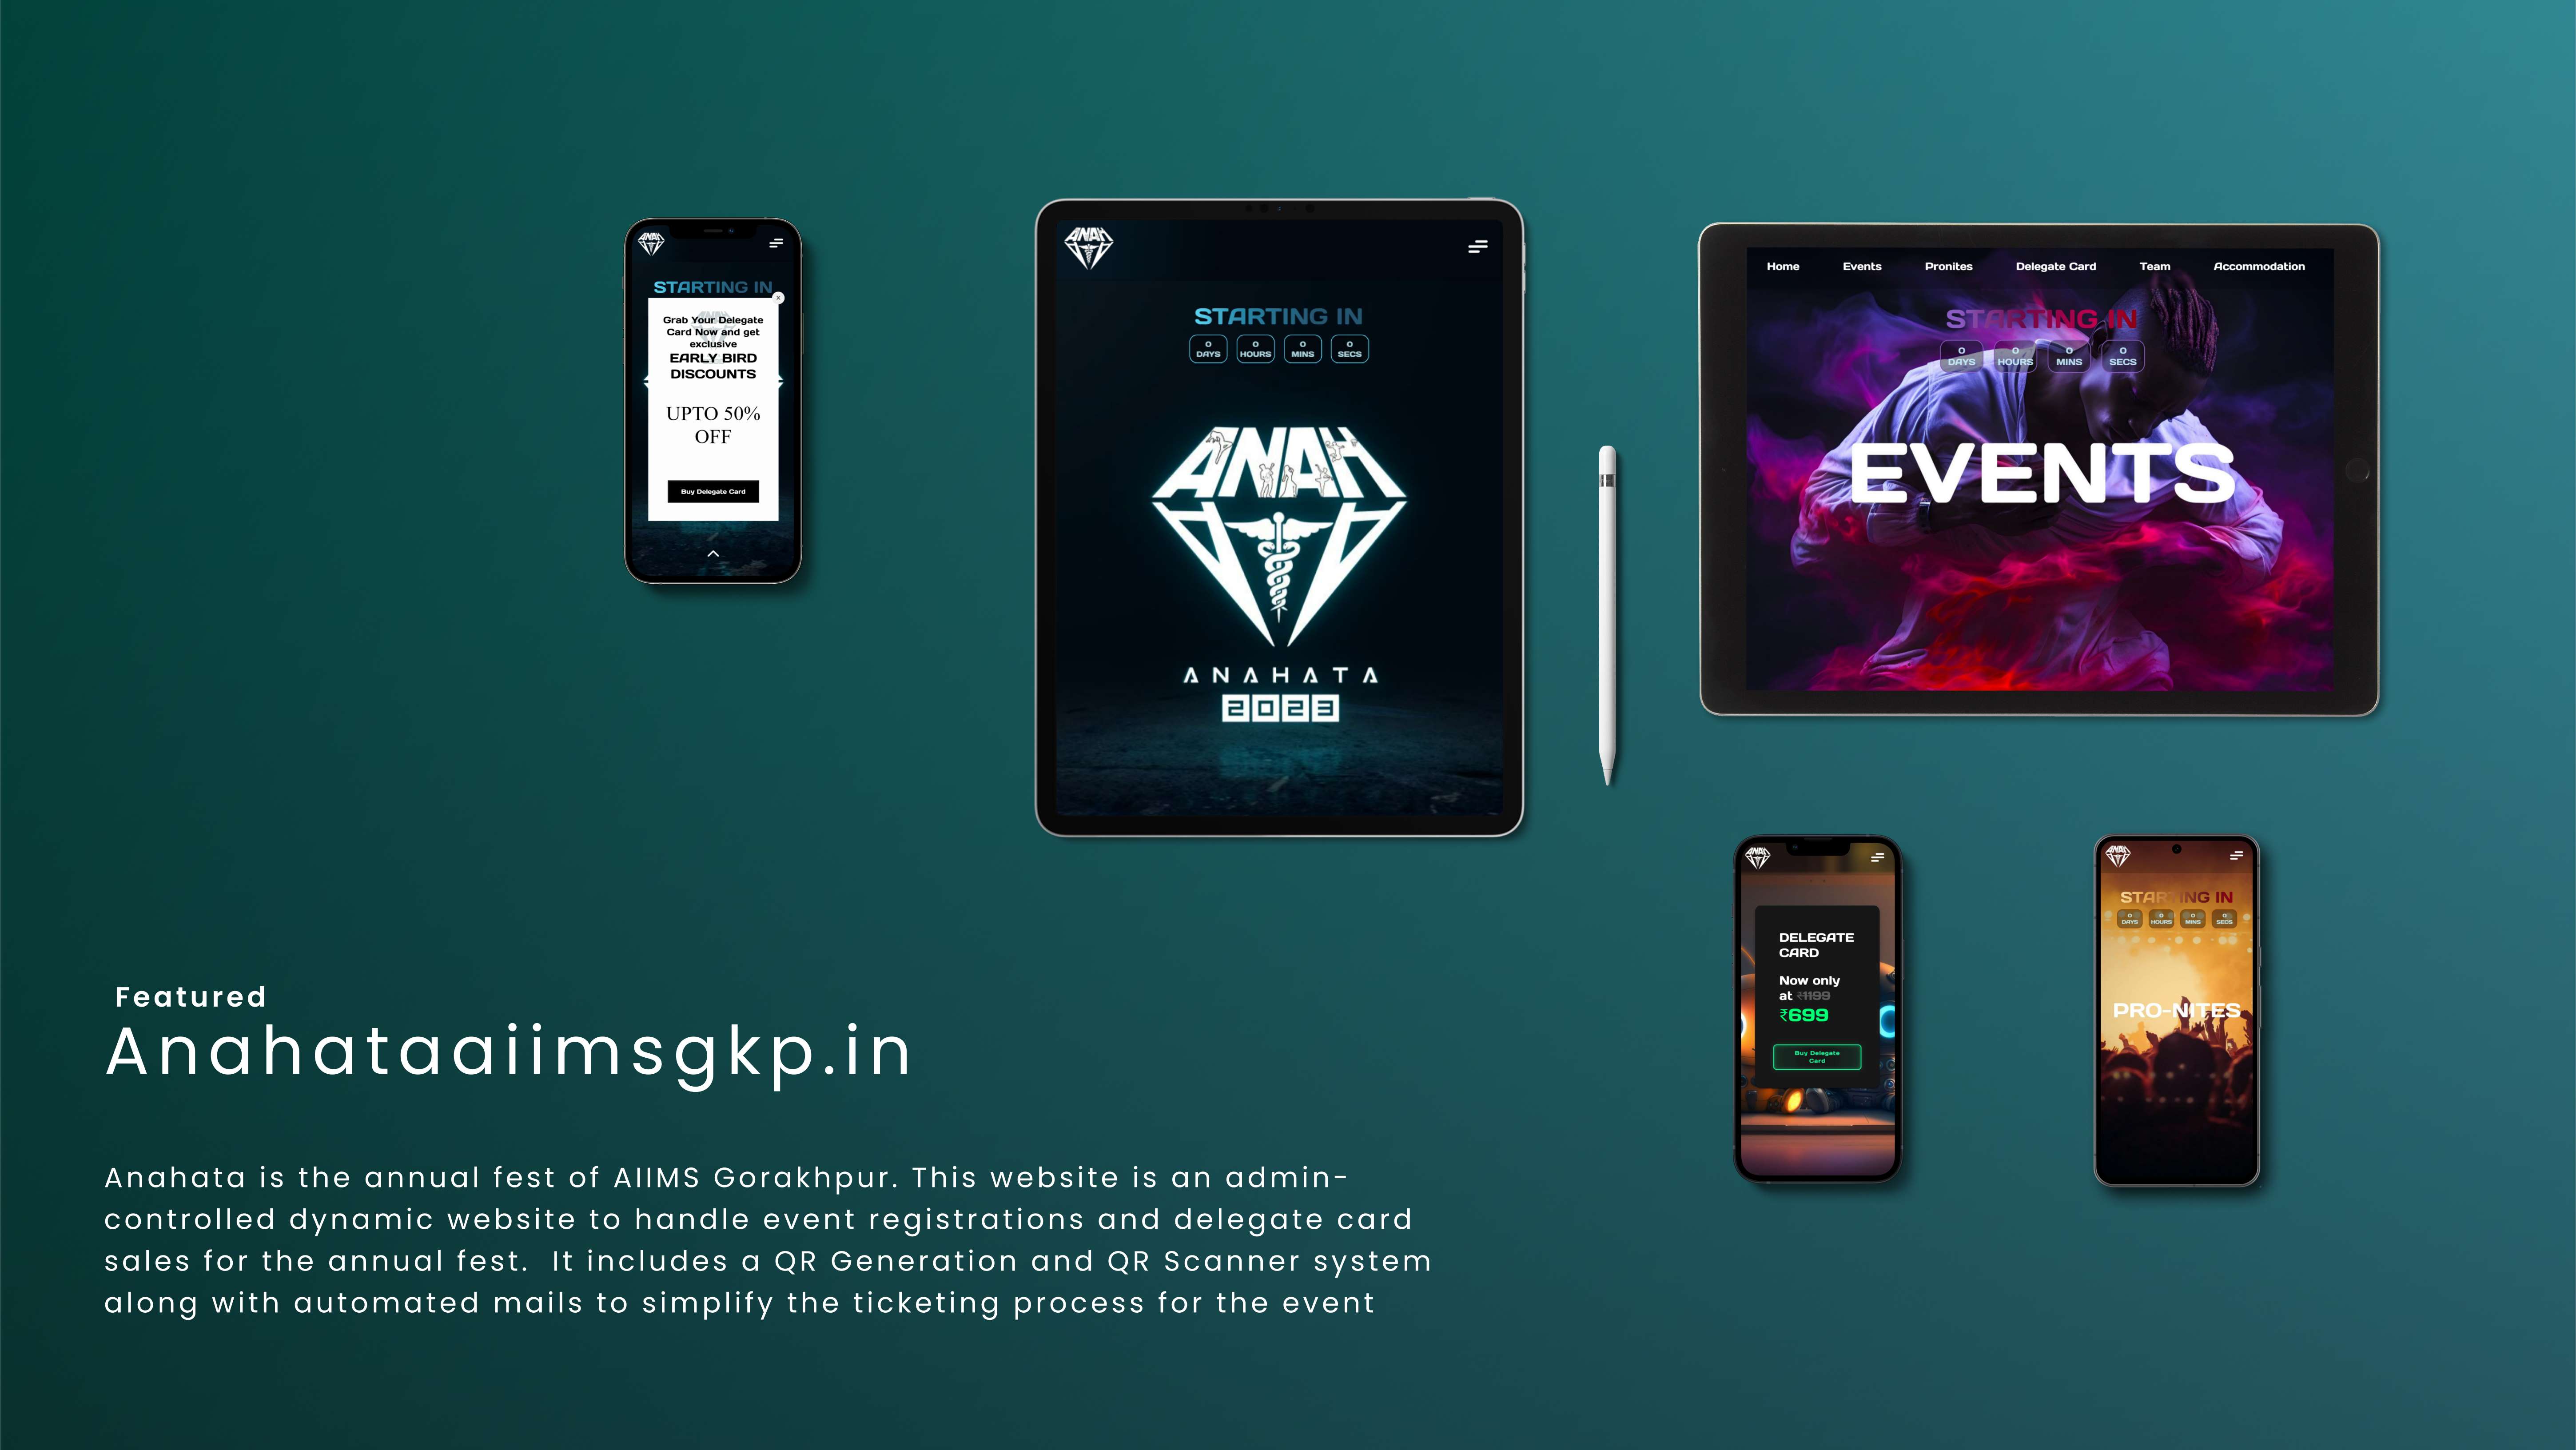 STARTING IN
Grab Your Delegate
Card Now and get
exclusive
EARLY BIRD
DISCOUNTS
UPTO 50%
OFF
Buy Delegate Card
ANAH
STARTING IN
0 0 0 0
DAYS HOURS MINS SECS
ANAH
ANAHATA
2023
Home Events Pronites Delegate Card Team Accommodation
STARTING IN
0 0 0 0
DAYS HOURS MINS SECS
EVENTS
ANAH
DELEGATE
CARD
Now only
at ₹1199
₹699
Buy Delegate
Card
ANAH
STARTING IN
0 0 0 0
DAYS HOURS MINS SECS
PRO-NITES
Featured
Anahataaiimsgkp.in
Anahata is the annual fest of AIIMS Gorakhpur. This website is an admin-
controlled dynamic website to handle event registrations and delegate card
sales for the annual fest.  It includes a QR Generation and QR Scanner system
along with automated mails to simplify the ticketing process for the event